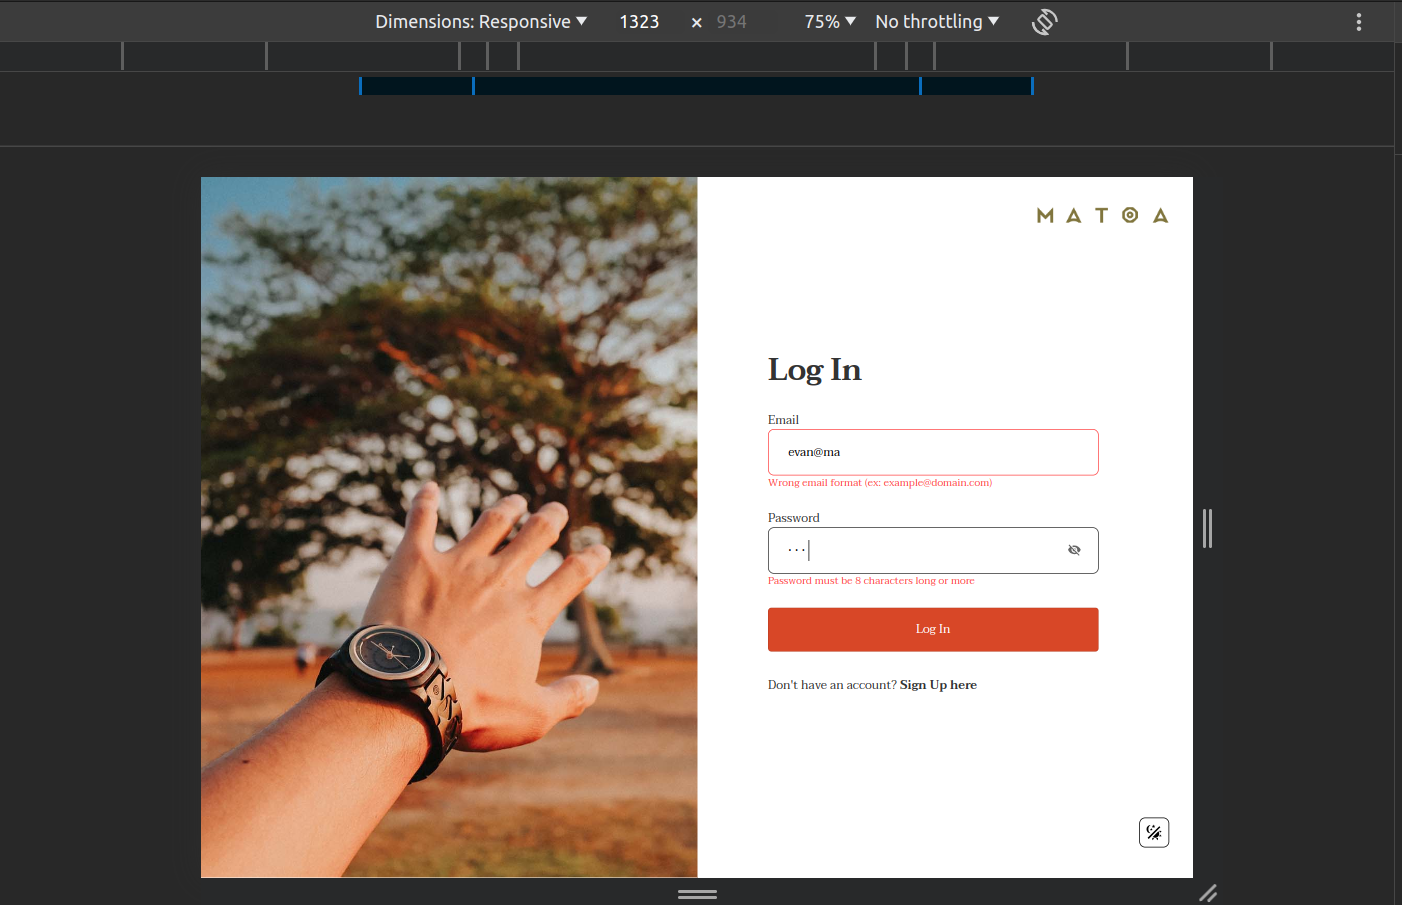 Dimensions: Responsive 1323 × 934 75% No throttling
MATOA
Log In
Email
evan@ma
Wrong email format (ex: example@domain.com)
Password
Password must be 8 characters long or more
Log In
Don't have an account? Sign Up here